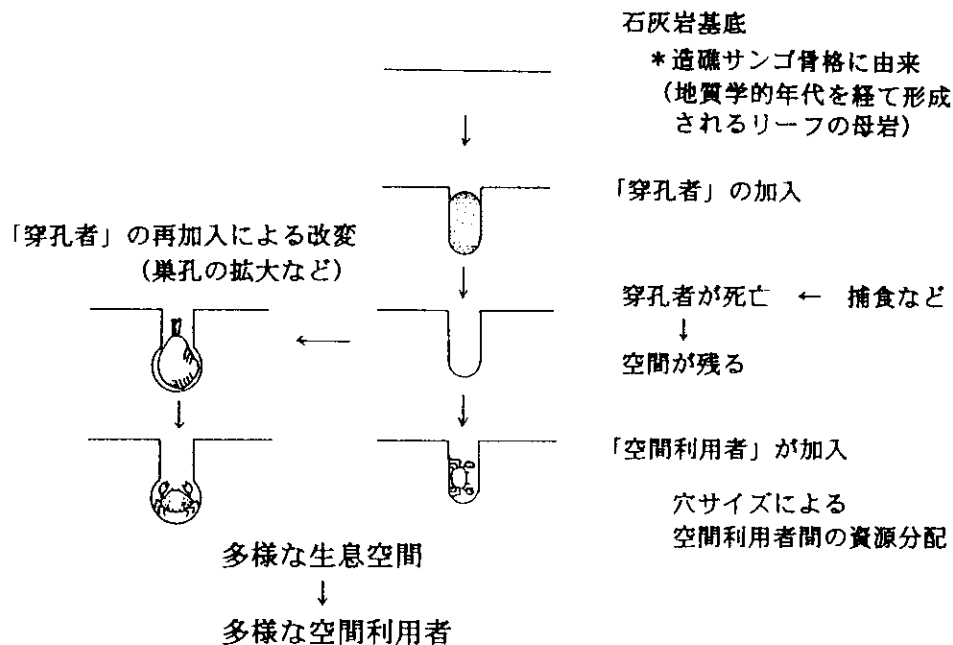 石灰岩基底
＊造礁サンゴ骨格に由来
（地質学的年代を経て形成
されるリーフの母岩）
↓
「穿孔者」の加入
「穿孔者」の再加入による改変
（巣孔の拡大など）
↓
穿孔者が死亡 ← 捕食など
←
↓
空間が残る
↓
↓
「空間利用者」が加入
穴サイズによる
空間利用者間の資源分配
多様な生息空間
↓
多様な空間利用者